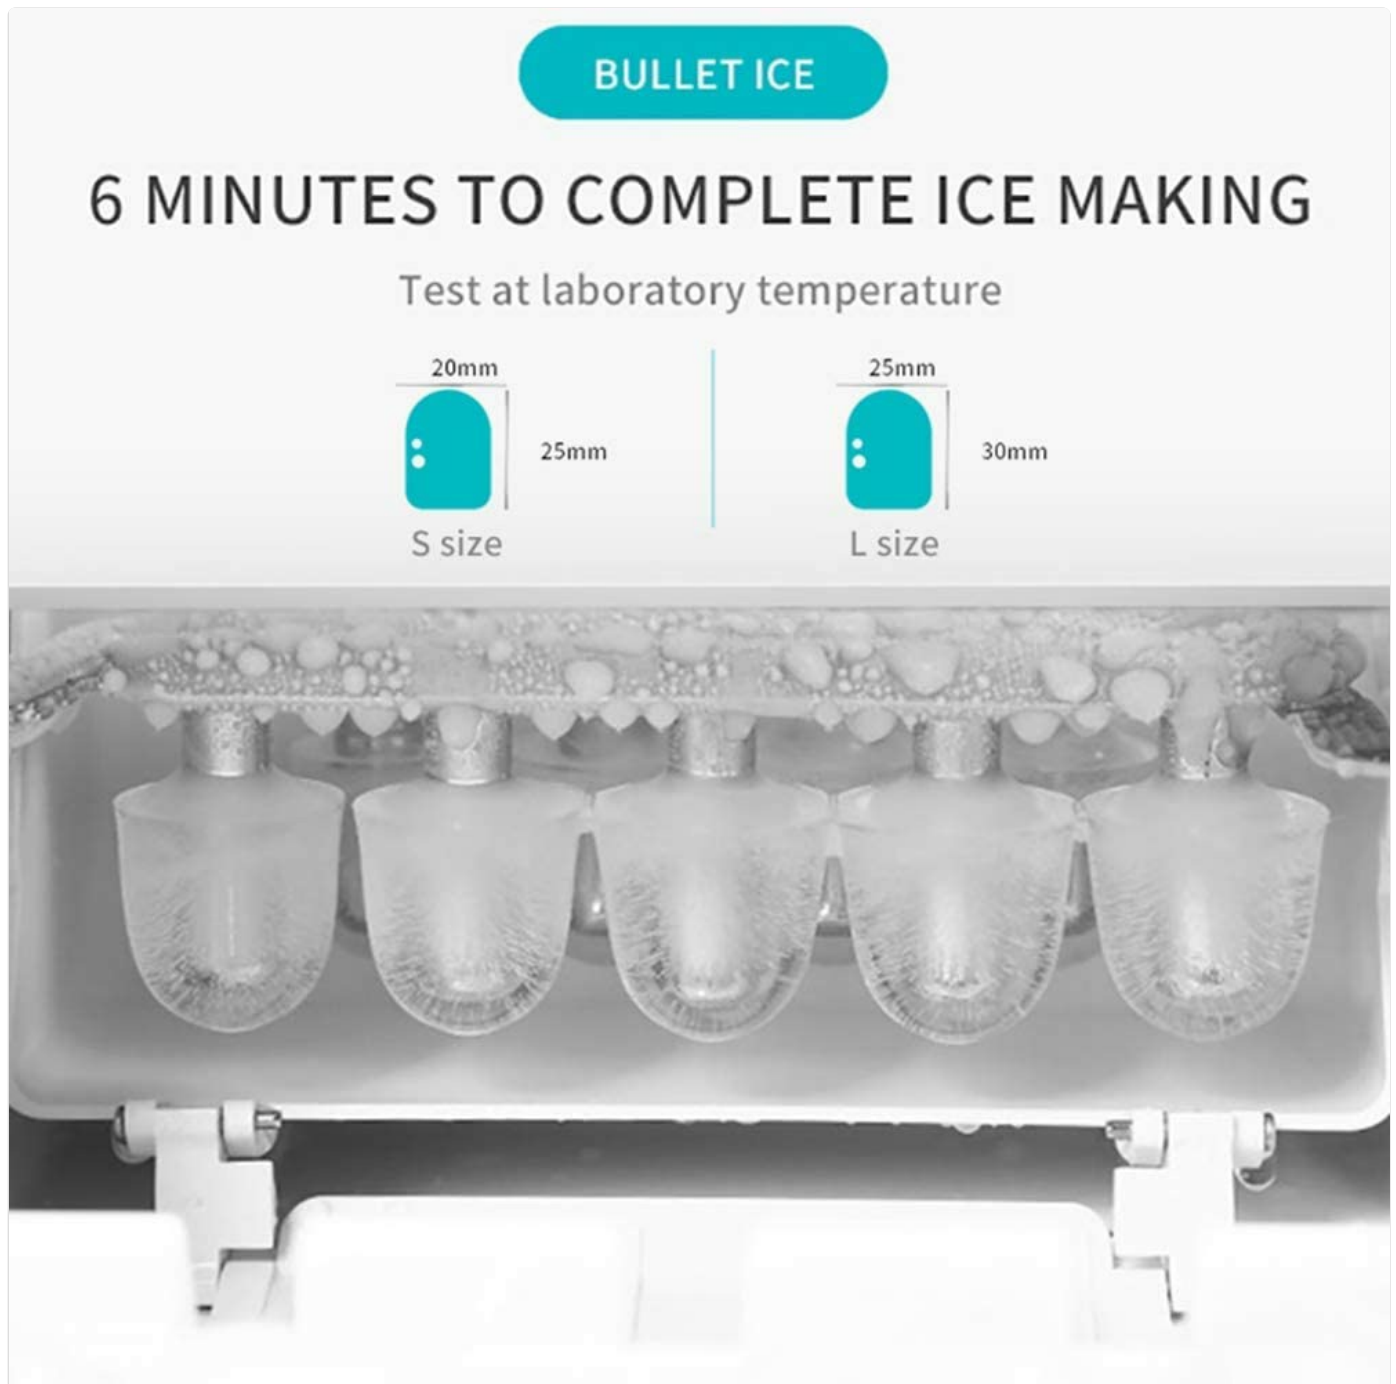 BULLET ICE
6 MINUTES TO COMPLETE ICE MAKING
Test at laboratory temperature
20mm
25mm
25mm
30mm
S size
L size